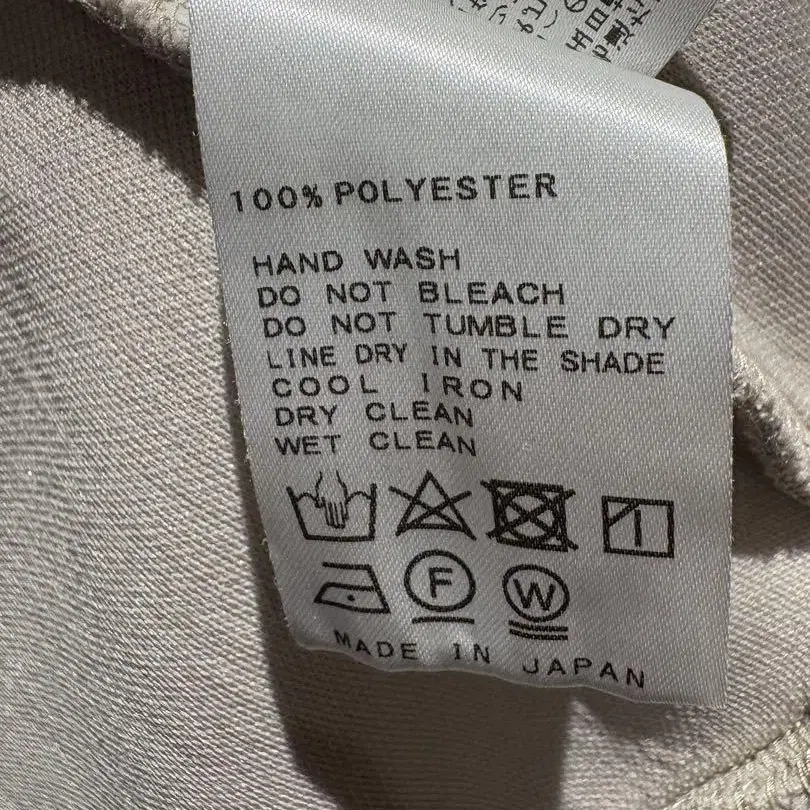 100% POLYESTER
HAND WASH
DO NOT BLEACH
DO NOT TUMBLE DRY
LINE DRY IN THE SHADE
COOL IRON
DRY CLEAN
WET CLEAN
F W
MADE IN JAPAN